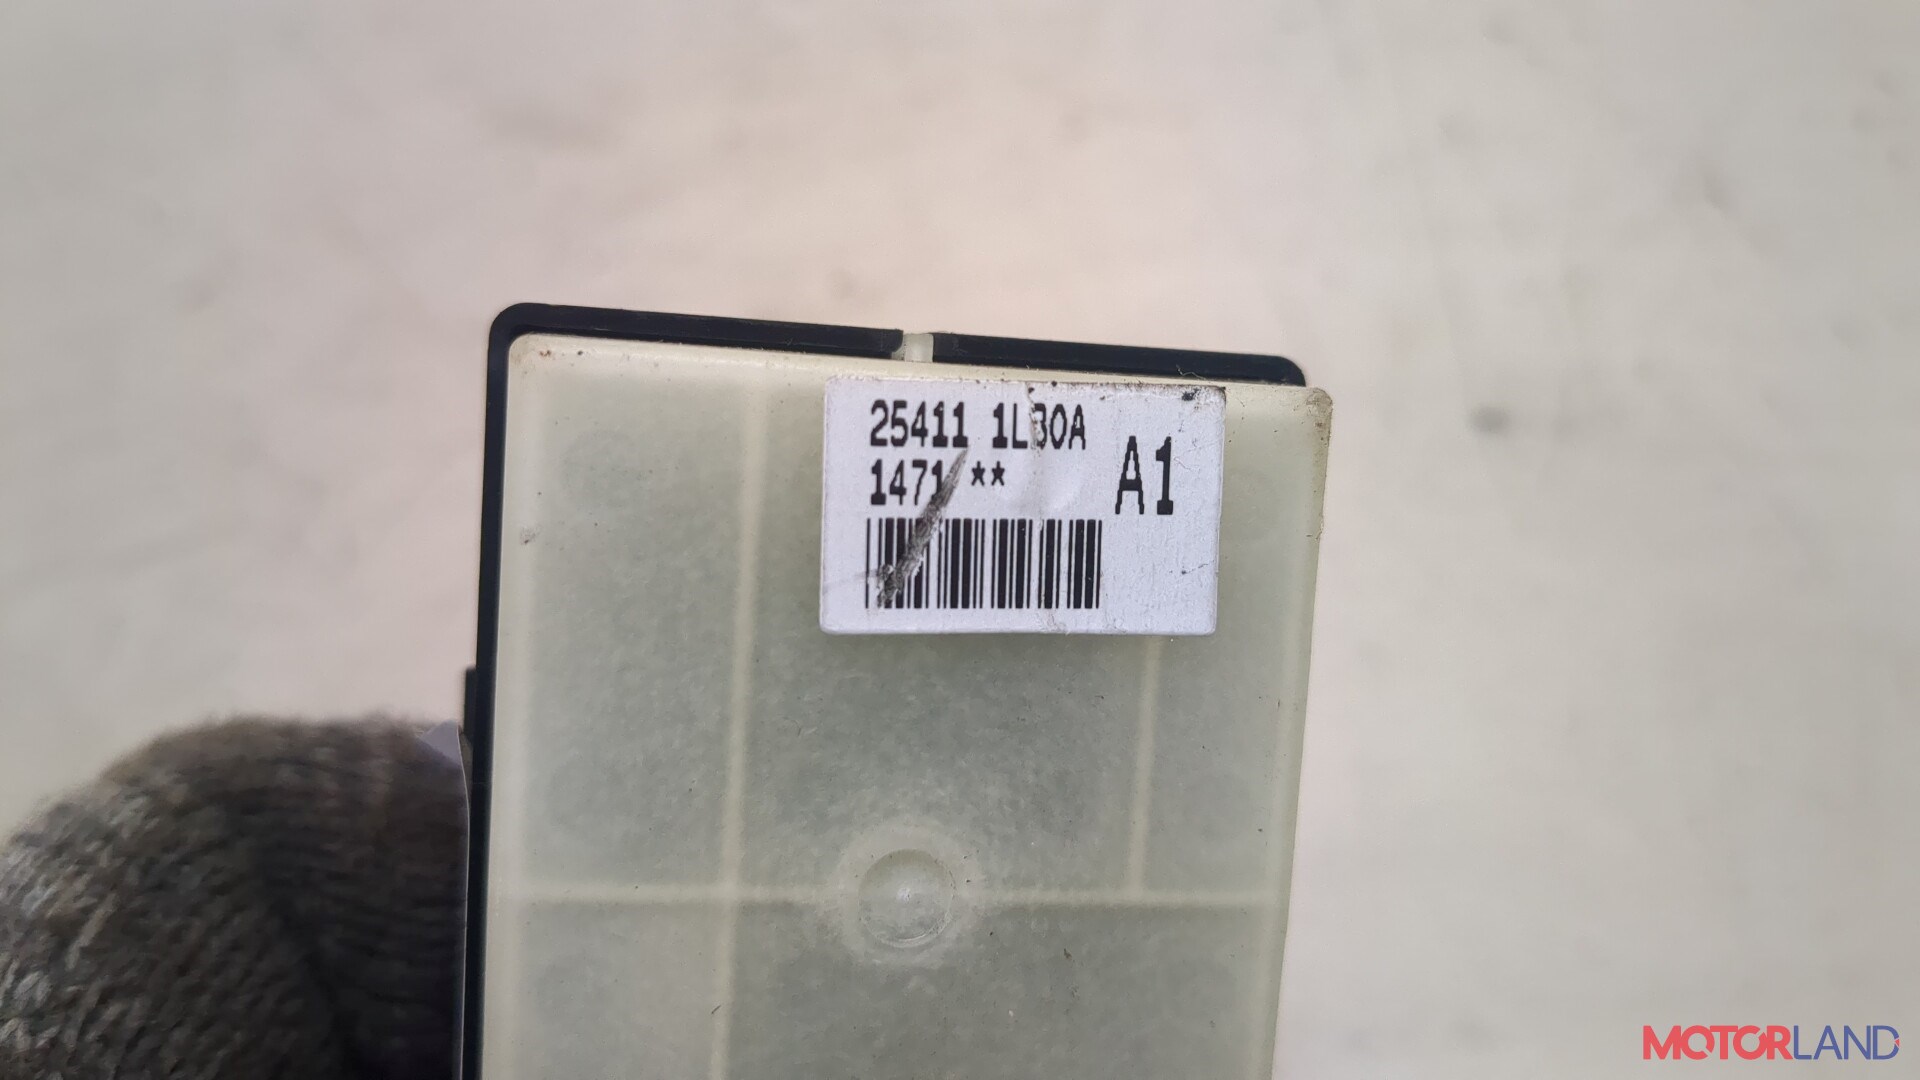 25411 1LB0A
1471 **
A1
MOTORLAND